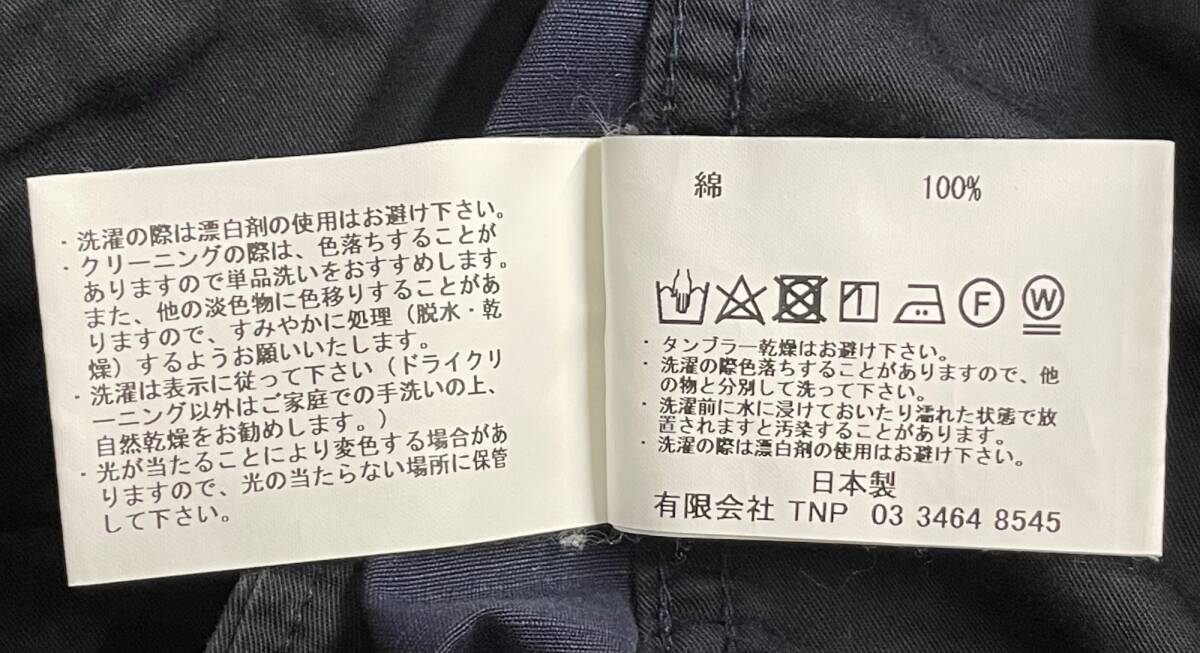 ・洗濯の際は漂白剤の使用はお避け下さい。
・クリーニングの際は、色落ちすることが
ありますので単品洗いをおすすめします。
また、他の淡色物に色移りすることがあ
りますので、すみやかに処理（脱水・乾
燥）するようお願いいたします。
・洗濯は表示に従って下さい（ドライクリ
ーニング以外はご家庭での手洗いの上、
自然乾燥をお勧めします。）
・光が当たることにより変色する場合があ
りますので、光の当たらない場所に保管
して下さい。
綿 100%
F W
・タンブラー乾燥はお避け下さい。
・洗濯の際色落ちすることがありますので、他
の物と分別して洗って下さい。
・洗濯前に水に浸けておいたり濡れた状態で放
置されますと汚染することがあります。
・洗濯の際は漂白剤の使用はお避け下さい。
日本製
有限会社 TNP 03 3464 8545